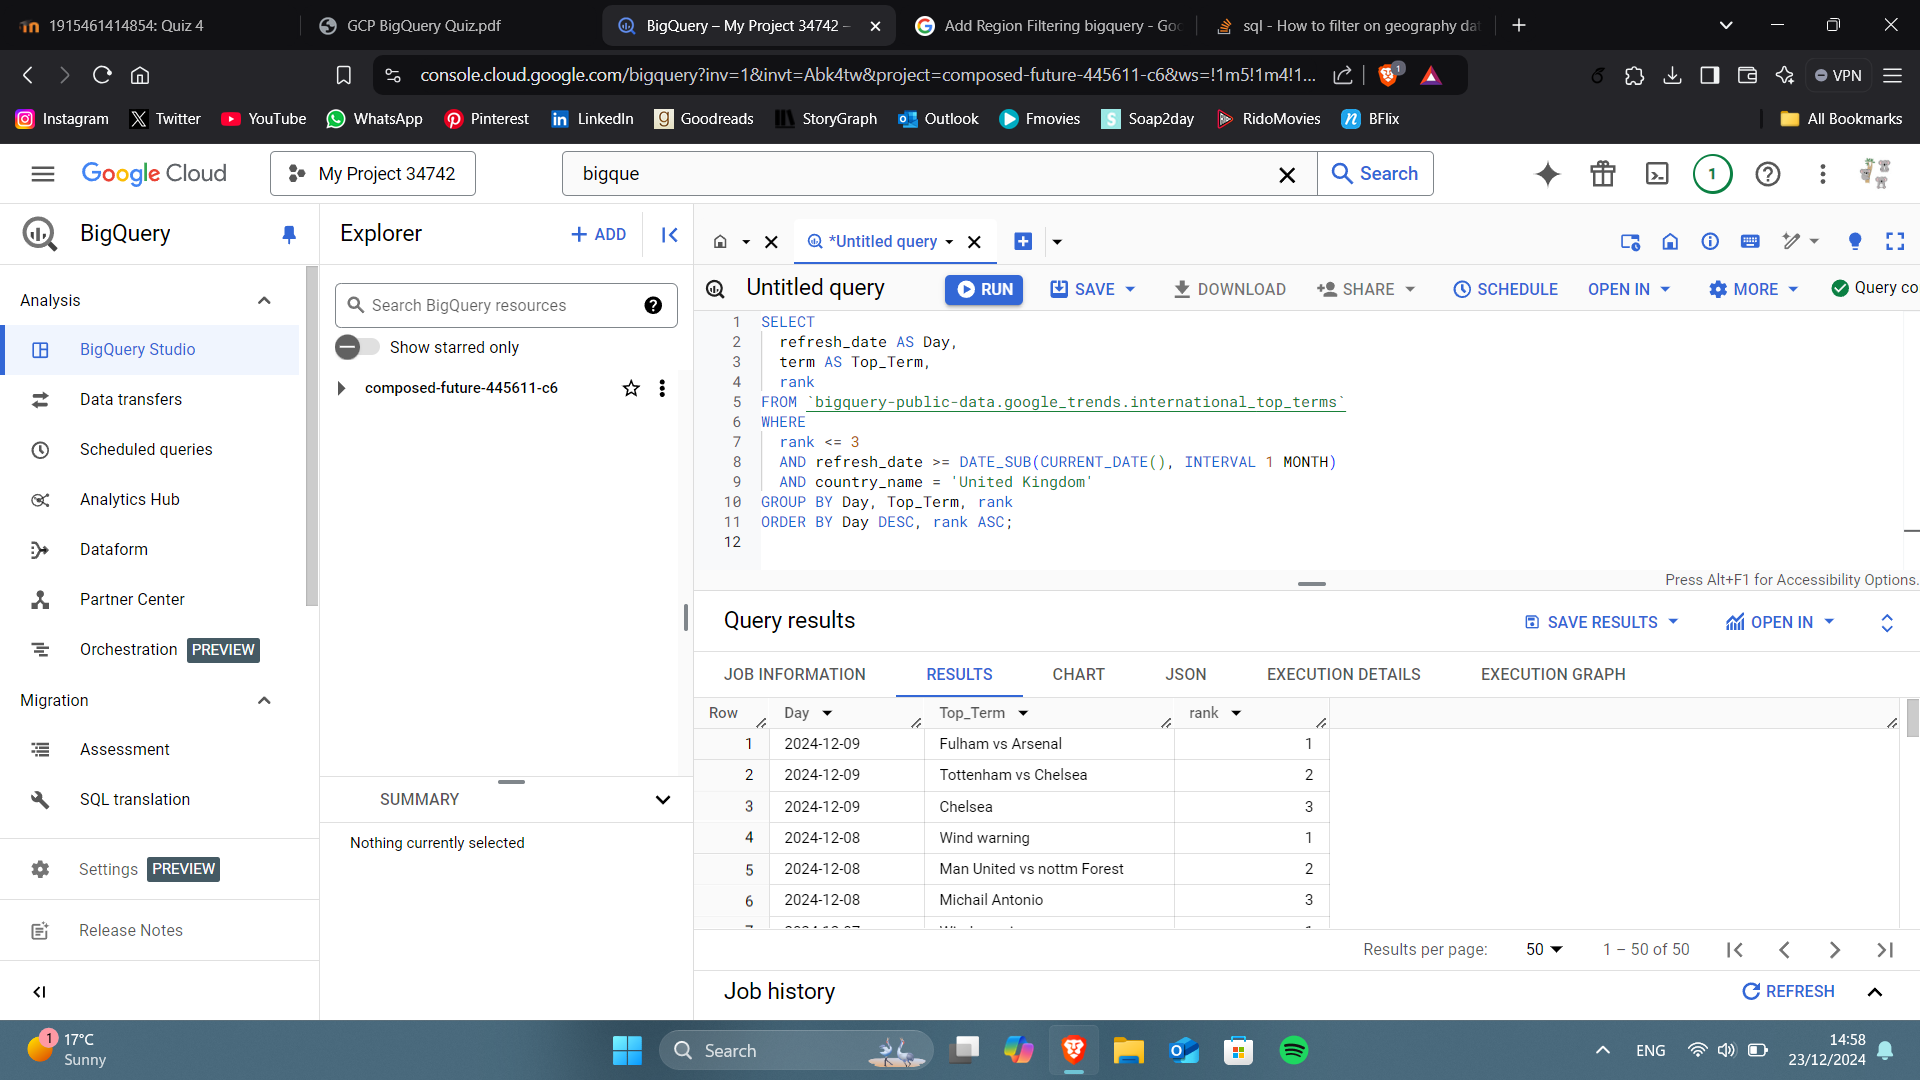 1915461414854: Quiz 4
GCP BigQuery Quiz.pdf
BigQuery – My Project 34742 –
Add Region Filtering bigquery - Goo
sql - How to filter on geography dat
console.cloud.google.com/bigquery?inv=1&invt=Abk4tw&project=composed-future-445611-c6&ws=!1m5!1m4!1...
1
VPN
Instagram
Twitter
YouTube
WhatsApp
Pinterest
LinkedIn
Goodreads
StoryGraph
Outlook
Fmovies
Soap2day
RidoMovies
BFlix
All Bookmarks
Google Cloud
My Project 34742
bigque
Search
1
BigQuery
Analysis
BigQuery Studio
Data transfers
Scheduled queries
Analytics Hub
Dataform
Partner Center
Orchestration PREVIEW
Migration
Assessment
SQL translation
Settings PREVIEW
Release Notes
Explorer
+ ADD
Search BigQuery resources
Show starred only
composed-future-445611-c6
SUMMARY
Nothing currently selected
*Untitled query
Untitled query
RUN
SAVE
DOWNLOAD
SHARE
SCHEDULE
OPEN IN
MORE
Query co
1 SELECT
2 refresh_date AS Day,
3 term AS Top_Term,
4 rank
5 FROM `bigquery-public-data.google_trends.international_top_terms`
6 WHERE
7 rank <= 3
8 AND refresh_date >= DATE_SUB(CURRENT_DATE(), INTERVAL 1 MONTH)
9 AND country_name = 'United Kingdom'
10 GROUP BY Day, Top_Term, rank
11 ORDER BY Day DESC, rank ASC;
12
Press Alt+F1 for Accessibility Options.
Query results
SAVE RESULTS
OPEN IN
JOB INFORMATION
RESULTS
CHART
JSON
EXECUTION DETAILS
EXECUTION GRAPH
Row Day Top_Term rank
1 2024-12-09 Fulham vs Arsenal 1
2 2024-12-09 Tottenham vs Chelsea 2
3 2024-12-09 Chelsea 3
4 2024-12-08 Wind warning 1
5 2024-12-08 Man United vs nottm Forest 2
6 2024-12-08 Michail Antonio 3
Results per page: 50 1 – 50 of 50
Job history
REFRESH
1
17°C
Sunny
Search
ENG
14:58
23/12/2024